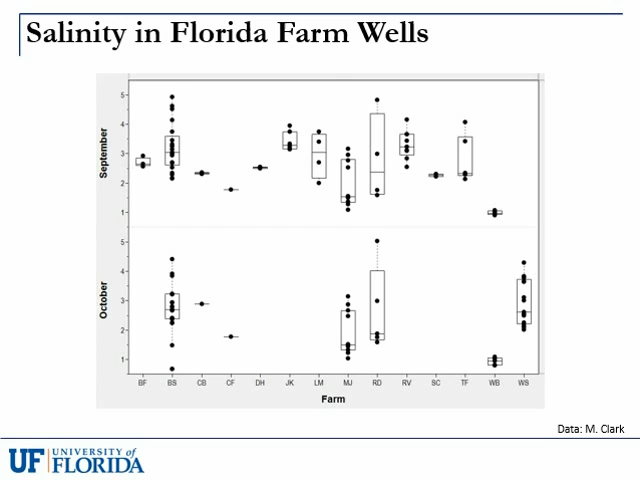 Salinity in Florida Farm Wells
September
5
4
3
2
1
October
5
4
3
2
1
BF BS CB CF DH JK LM MJ RD RV SC TF WB WS
Farm
Data: M. Clark
UF UNIVERSITY of
FLORIDA